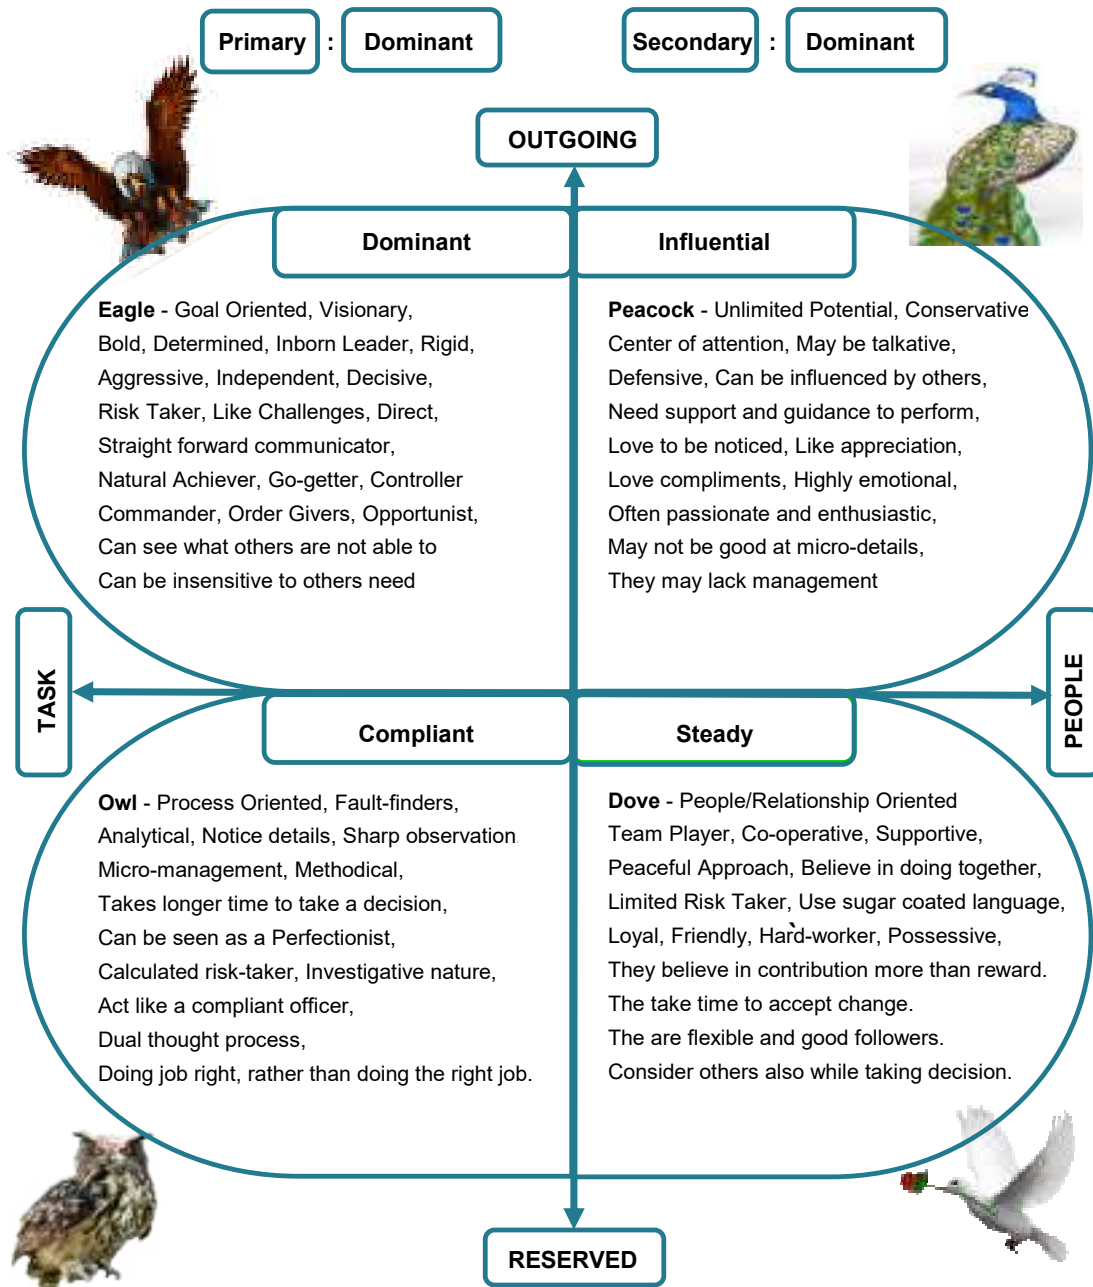 Primary : Dominant
Secondary : Dominant
OUTGOING
Dominant
Influential
Eagle - Goal Oriented, Visionary,
Bold, Determined, Inborn Leader, Rigid,
Aggressive, Independent, Decisive,
Risk Taker, Like Challenges, Direct,
Straight forward communicator,
Natural Achiever, Go-getter, Controller
Commander, Order Givers, Opportunist,
Can see what others are not able to
Can be insensitive to others need
Peacock - Unlimited Potential, Conservative
Center of attention, May be talkative,
Defensive, Can be influenced by others,
Need support and guidance to perform,
Love to be noticed, Like appreciation,
Love compliments, Highly emotional,
Often passionate and enthusiastic,
May not be good at micro-details,
They may lack management
TASK
PEOPLE
Compliant
Steady
Owl - Process Oriented, Fault-finders,
Analytical, Notice details, Sharp observation
Micro-management, Methodical,
Takes longer time to take a decision,
Can be seen as a Perfectionist,
Calculated risk-taker, Investigative nature,
Act like a compliant officer,
Dual thought process,
Doing job right, rather than doing the right job.
Dove - People/Relationship Oriented
Team Player, Co-operative, Supportive,
Peaceful Approach, Believe in doing together,
Limited Risk Taker, Use sugar coated language,
Loyal, Friendly, Hard-worker, Possessive,
They believe in contribution more than reward.
The take time to accept change.
The are flexible and good followers.
Consider others also while taking decision.
RESERVED